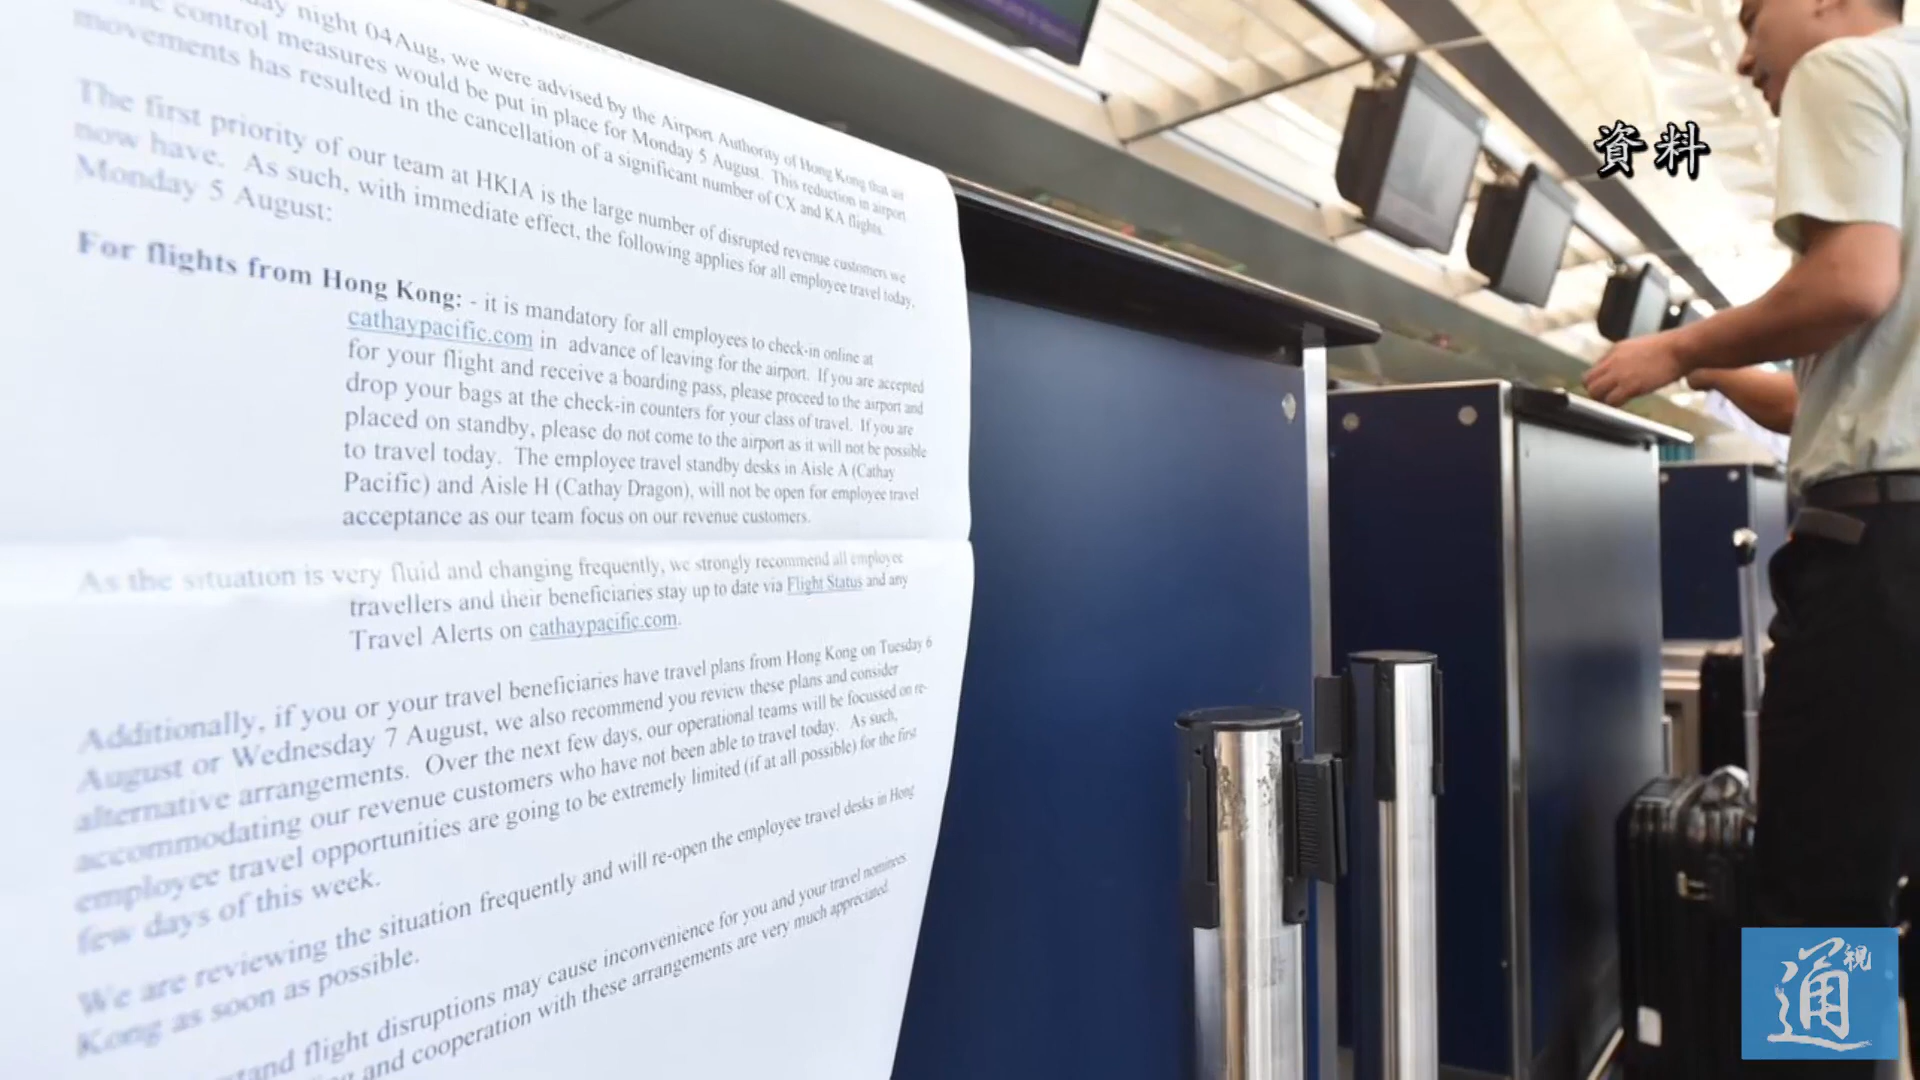 night 04Aug, we were advised by the Airport Authority of Hong Kong that air
control measures would be put in place for Monday 5 August. This reduction in airport
movements has resulted in the cancellation of a significant number of CX and KA flights.
The first priority of our team at HKIA is the large number of disrupted revenue customers we
now have. As such, with immediate effect, the following applies for all employee travel today,
Monday 5 August:
For flights from Hong Kong: - it is mandatory for all employees to check-in online at
cathaypacific.com in advance of leaving for the airport. If you are accepted
for your flight and receive a boarding pass, please proceed to the airport and
drop your bags at the check-in counters for your class of travel. If you are
placed on standby, please do not come to the airport as it will not be possible
to travel today. The employee travel standby desks in Aisle A (Cathay
Pacific) and Aisle H (Cathay Dragon), will not be open for employee travel
acceptance as our team focus on our revenue customers.
As the situation is very fluid and changing frequently, we strongly recommend all employee
travellers and their beneficiaries stay up to date via Flight Status and any
Travel Alerts on cathaypacific.com.
Additionally, if you or your travel beneficiaries have travel plans from Hong Kong on Tuesday 6
August or Wednesday 7 August, we also recommend you review these plans and consider
alternative arrangements. Over the next few days, our operational teams will be focussed on re-
accommodating our revenue customers who have not been able to travel today. As such,
employee travel opportunities are going to be extremely limited (if at all possible) for the first
few days of this week.
We are reviewing the situation frequently and will re-open the employee travel desks in Hong
Kong as soon as possible.
flight disruptions may cause inconvenience for you and your travel nominees
and cooperation with these arrangements are very much appreciated.
資料
通視